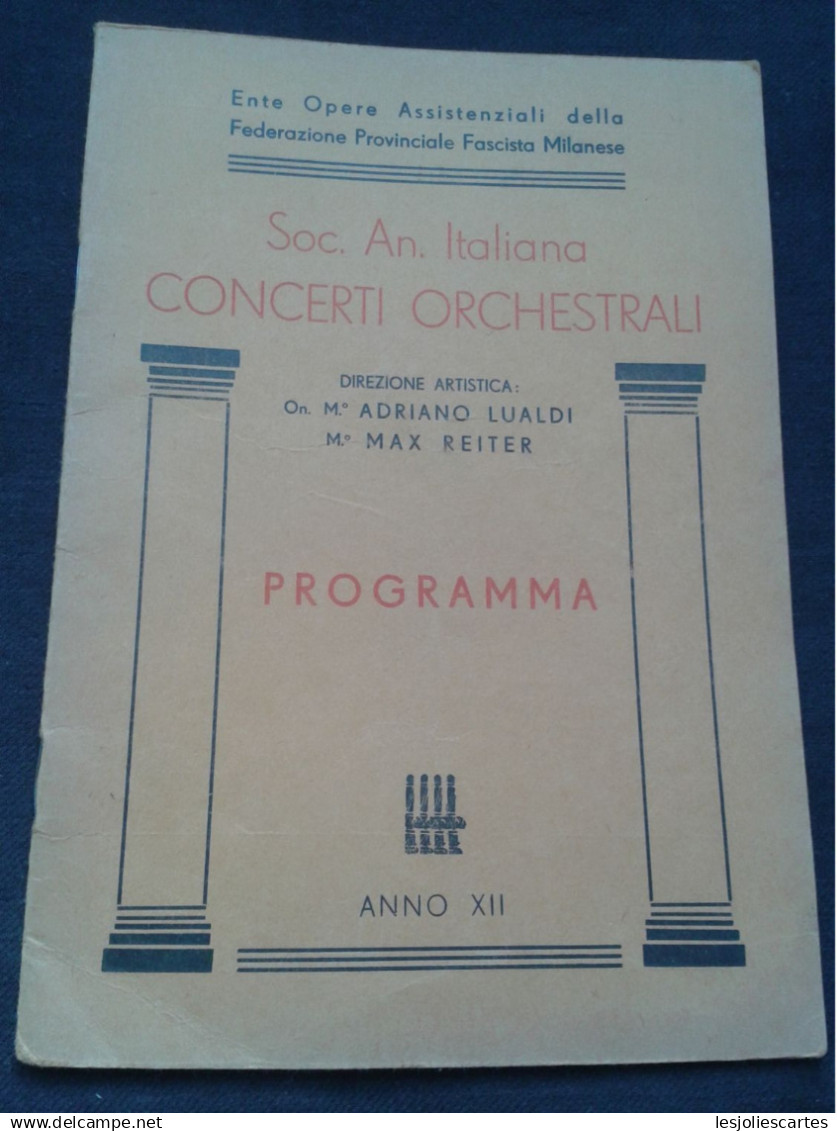 Ente Opere Assistenziali della
Federazione Provinciale Fascista Milanese
Soc. An. Italiana
CONCERTI ORCHESTRALI
DIREZIONE ARTISTICA:
On. M.º ADRIANO LUALDI
M.º MAX REITER
PROGRAMMA
ANNO XII
www.delcampe.net
lesjoliescartes